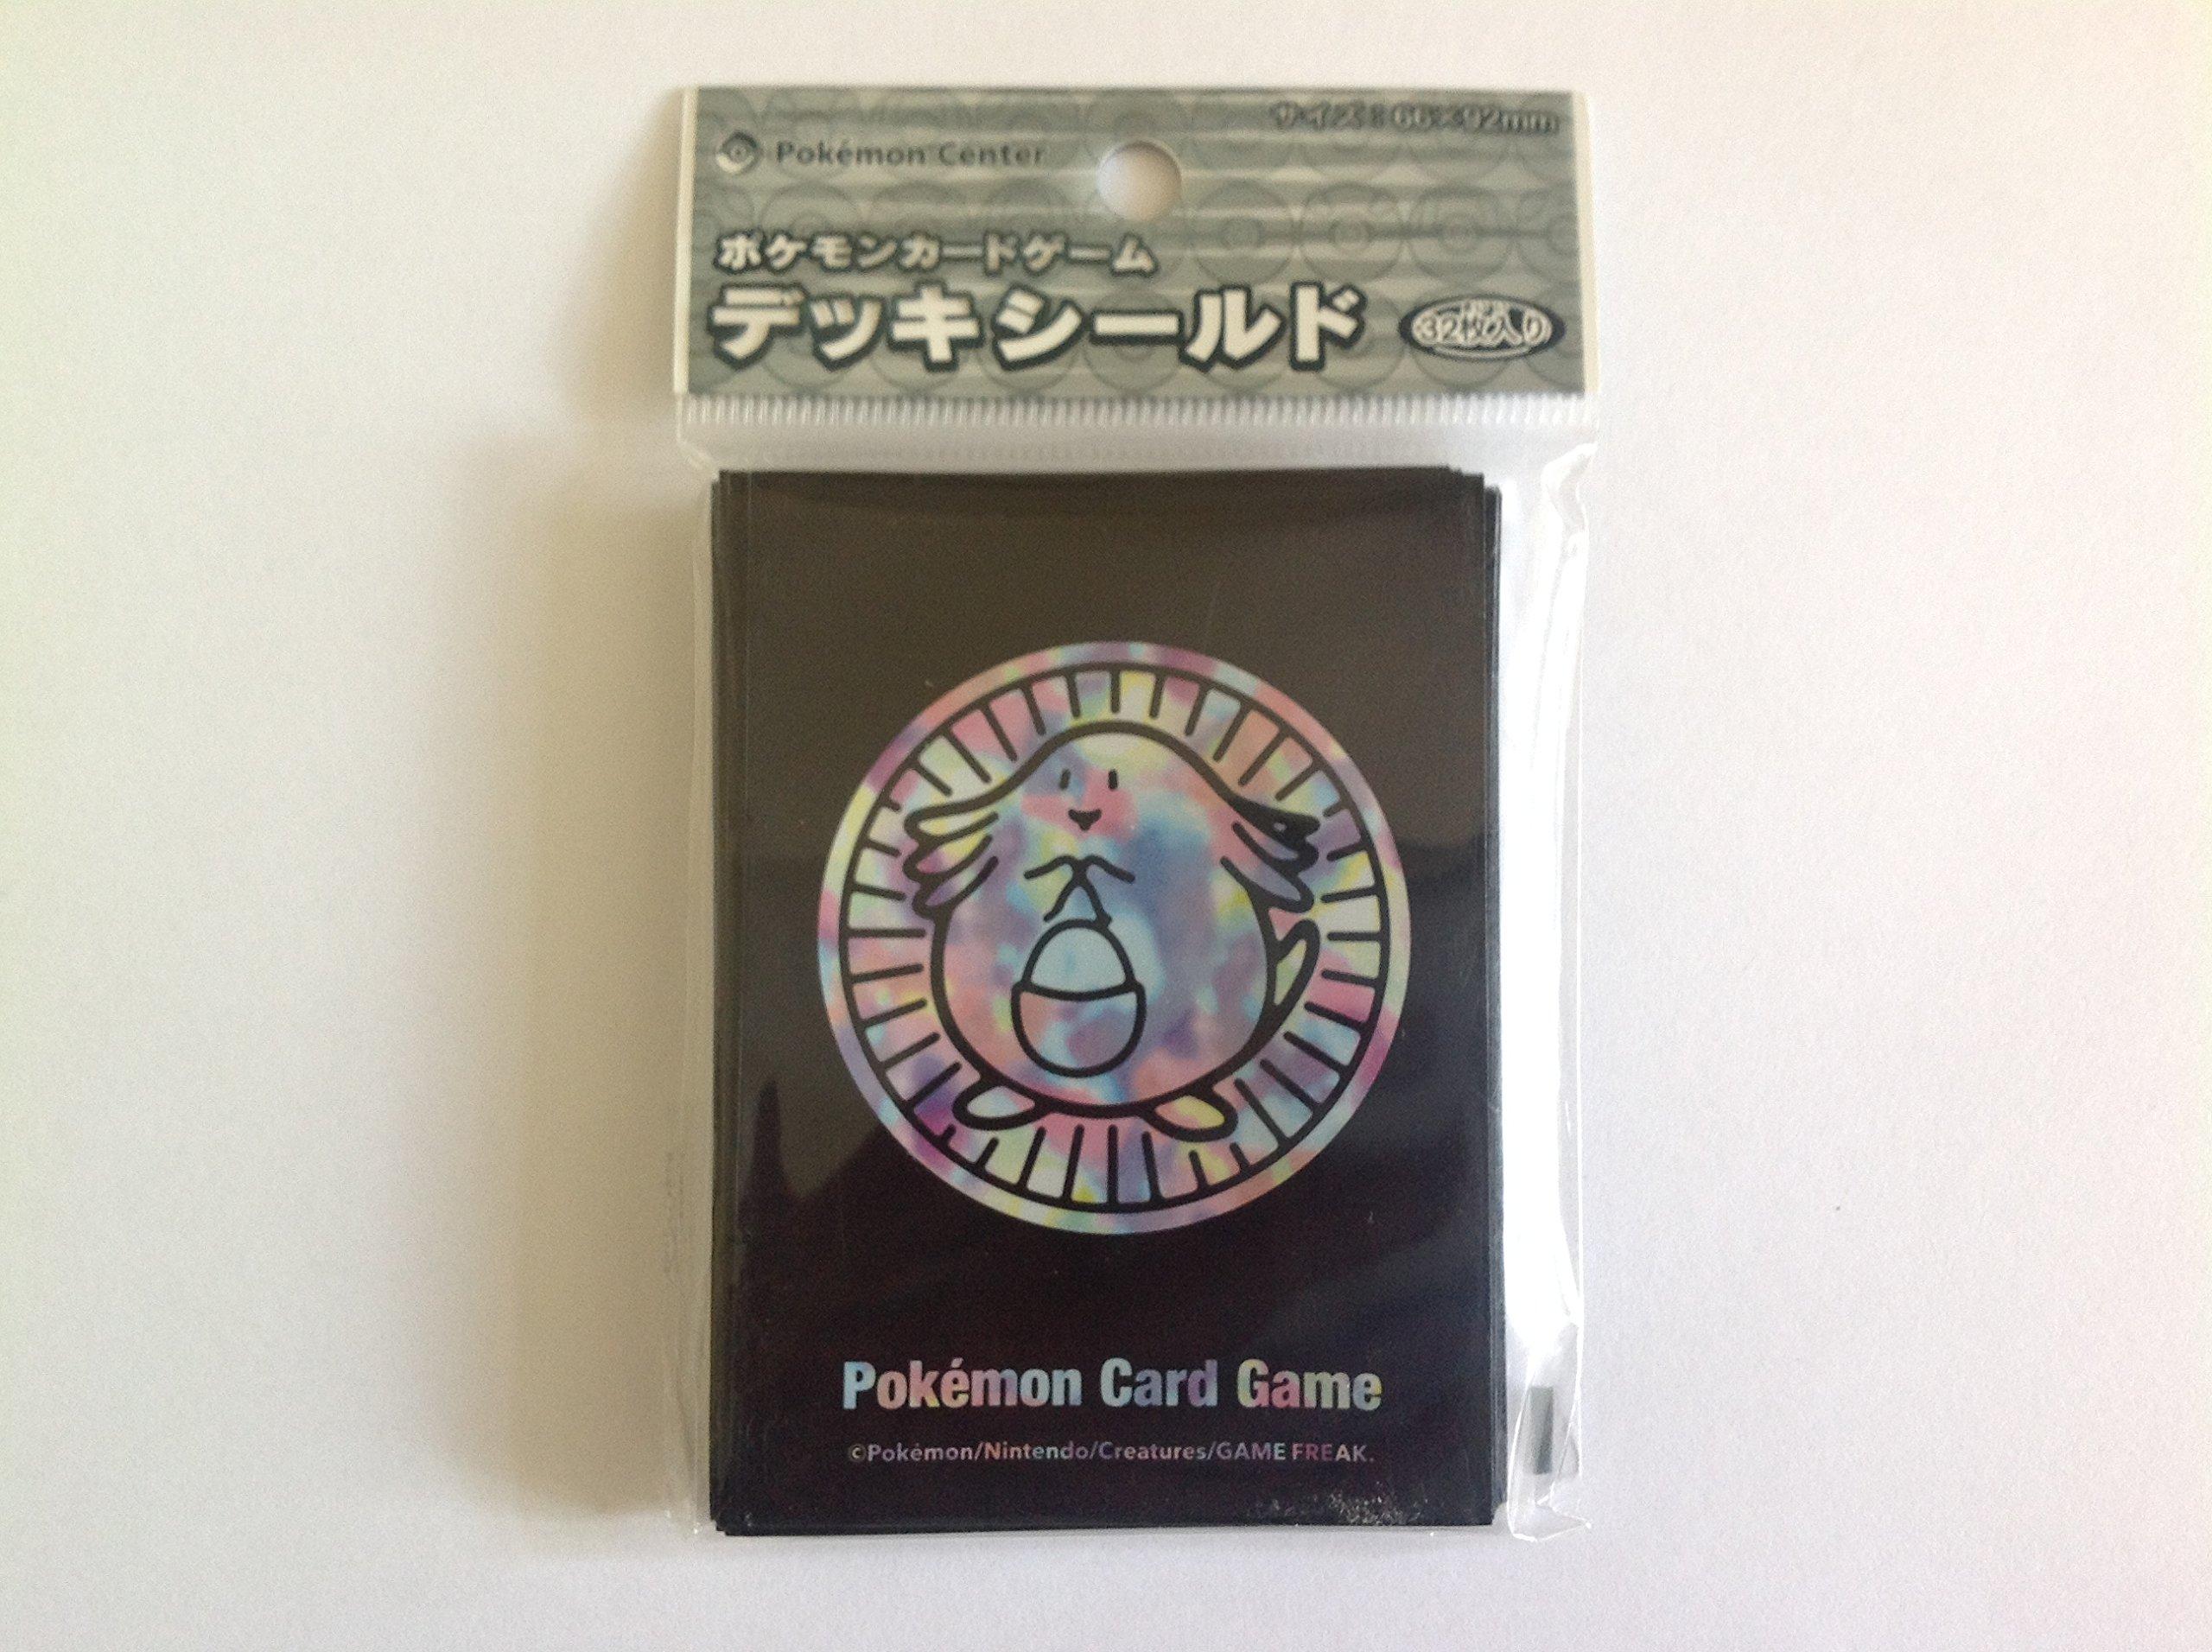 サイズ：66×92mm
Pokémon Center
ポケモンカードゲーム
デッキシールド
32枚入り
Pokémon Card Game
©Pokémon/Nintendo/Creatures/GAME FREAK.